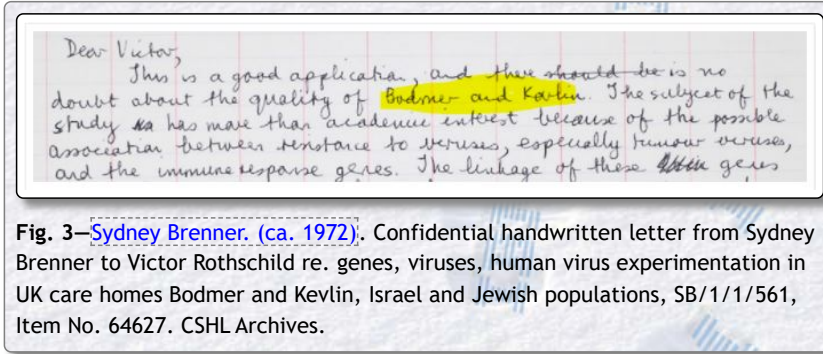 Dear Victor,
This is a good application, and there should be is no
doubt about the quality of Bodmer and Kavlin. The subject of the
study has more than academic interest because of the possible
association between resistance to viruses, especially tumour viruses,
and the immune response genes. The linkage of these genes
Fig. 3—Sydney Brenner. (ca. 1972). Confidential handwritten letter from Sydney
Brenner to Victor Rothschild re. genes, viruses, human virus experimentation in
UK care homes Bodmer and Kevlin, Israel and Jewish populations, SB/1/1/561,
Item No. 64627. CSHL Archives.